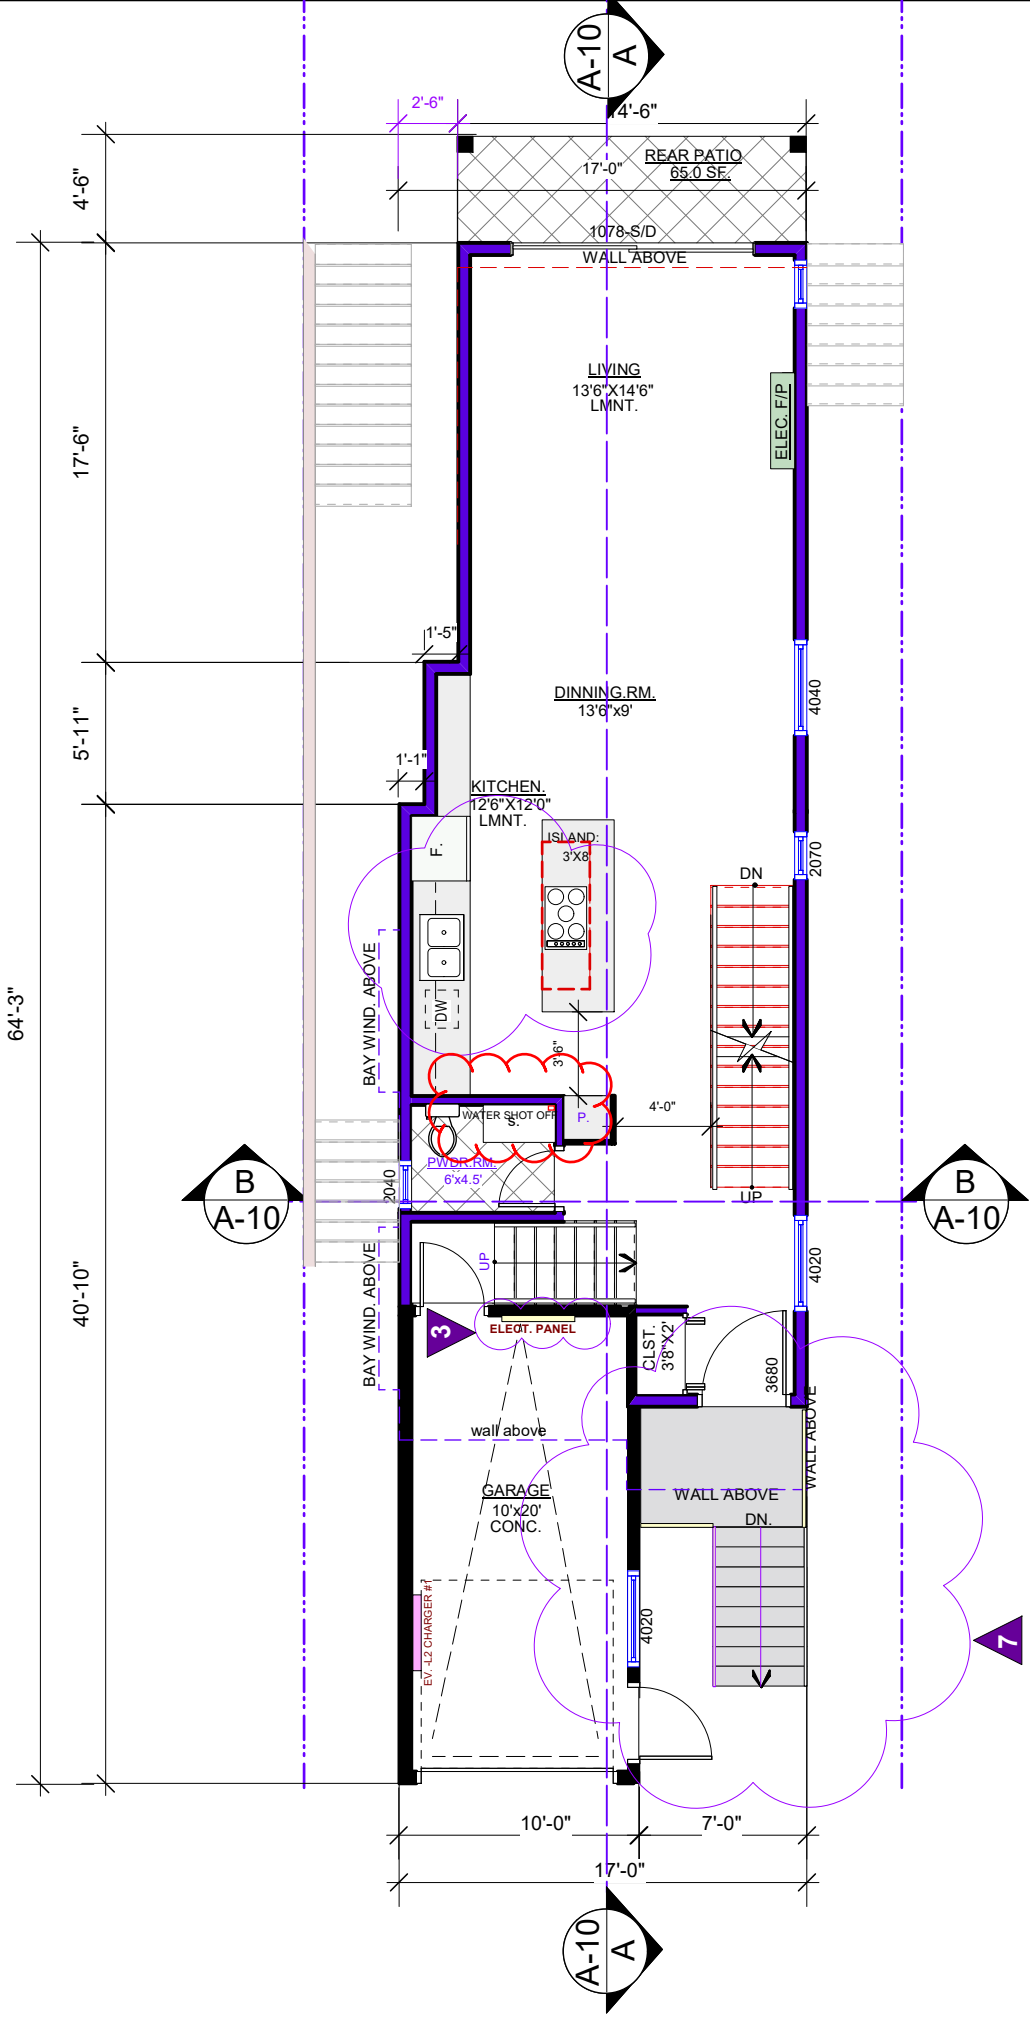 A-10
A
2'-6"
14'-6"
REAR PATIO
65.0 SF.
17'-0"
4'-6"
1078-S/D
WALL ABOVE
LIVING
13'6"X14'6"
LMNT.
ELEC. F/P
17'-6"
1'-5"
DINNING.RM.
13'6"x9'
4040
5'-11"
1'-1"
KITCHEN.
12'6"X12'0"
LMNT.
F.
ISLAND:
3'X8'
2070
DN
BAY WIND. ABOVE
DW
64'-3"
3'-6"
WATER SHOT OFF
S.
P.
4'-0"
PWDR.RM.
6'x4.5'
2040
UP
B
A-10
B
A-10
BAY WIND. ABOVE
UP
4020
40'-10"
3
ELECT. PANEL
CLST.
3'8"X2'
3680
WALL ABOVE
wall above
GARAGE
10'x20'
CONC.
WALL ABOVE
DN.
EV. -L2 CHARGER #1
4020
7
10'-0"
7'-0"
17'-0"
A-10
A